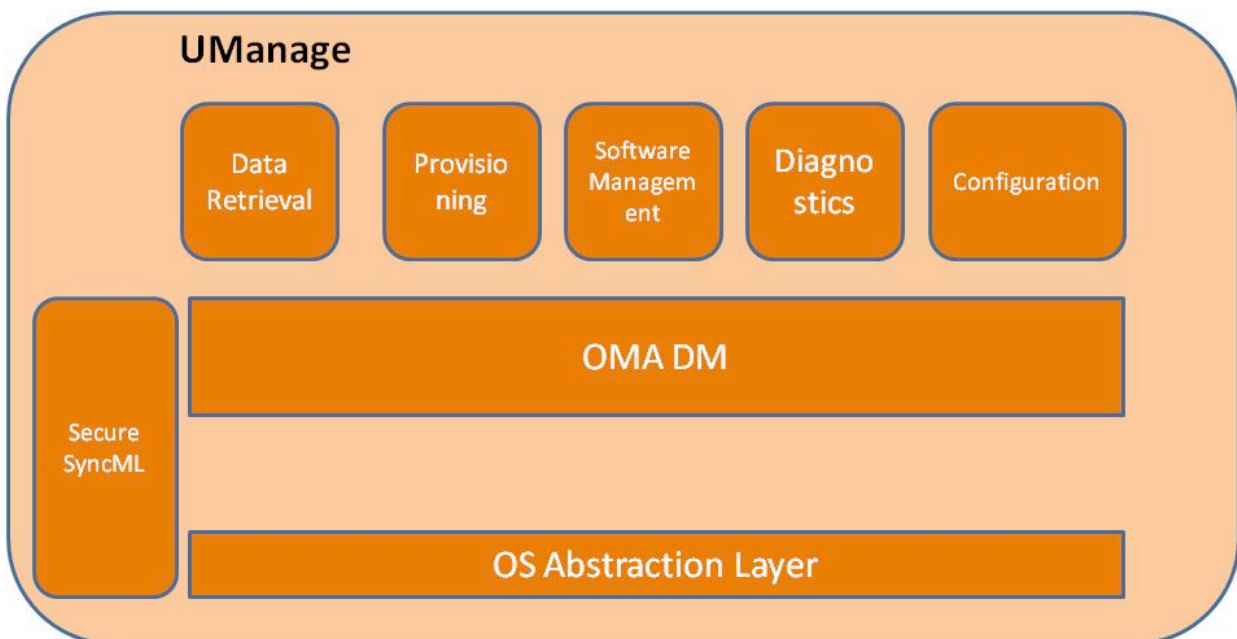 UManage
Data
Retrieval
Provisio
ning
Software
Managem
ent
Diagno
stics
Configuration
OMA DM
Secure
SyncML
OS Abstraction Layer